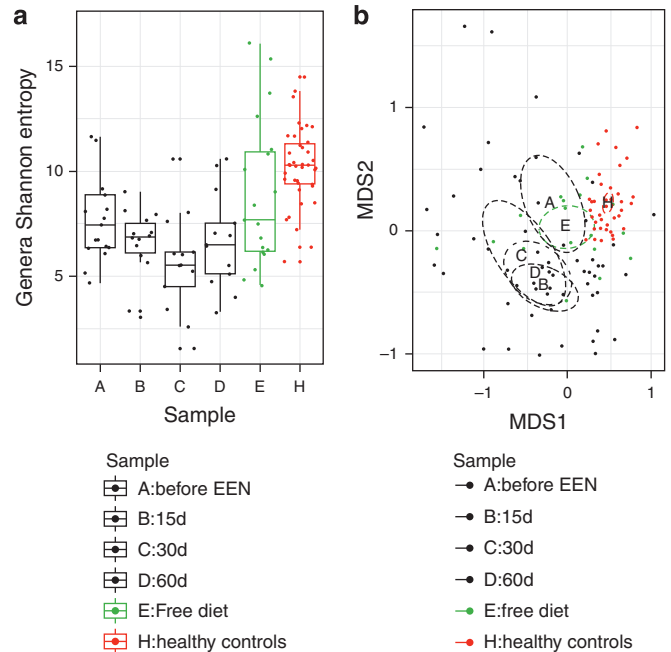 a
Genera Shannon entropy
15
10
5
A B C D E H
Sample
Sample
A:before EEN
B:15d
C:30d
D:60d
E:Free diet
H:healthy controls
b
MDS2
1
0
−1
A
H
E
C
D
B
−1 0 1
MDS1
Sample
A:before EEN
B:15d
C:30d
D:60d
E:free diet
H:healthy controls